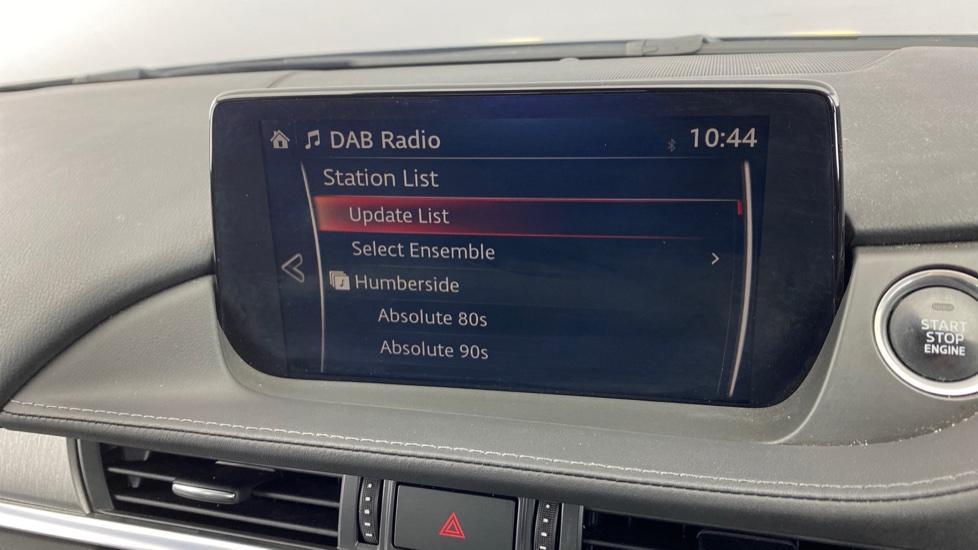 DAB Radio 10:44
Station List
Update List
Select Ensemble
Humberside
Absolute 80s
Absolute 90s
START
STOP
ENGINE